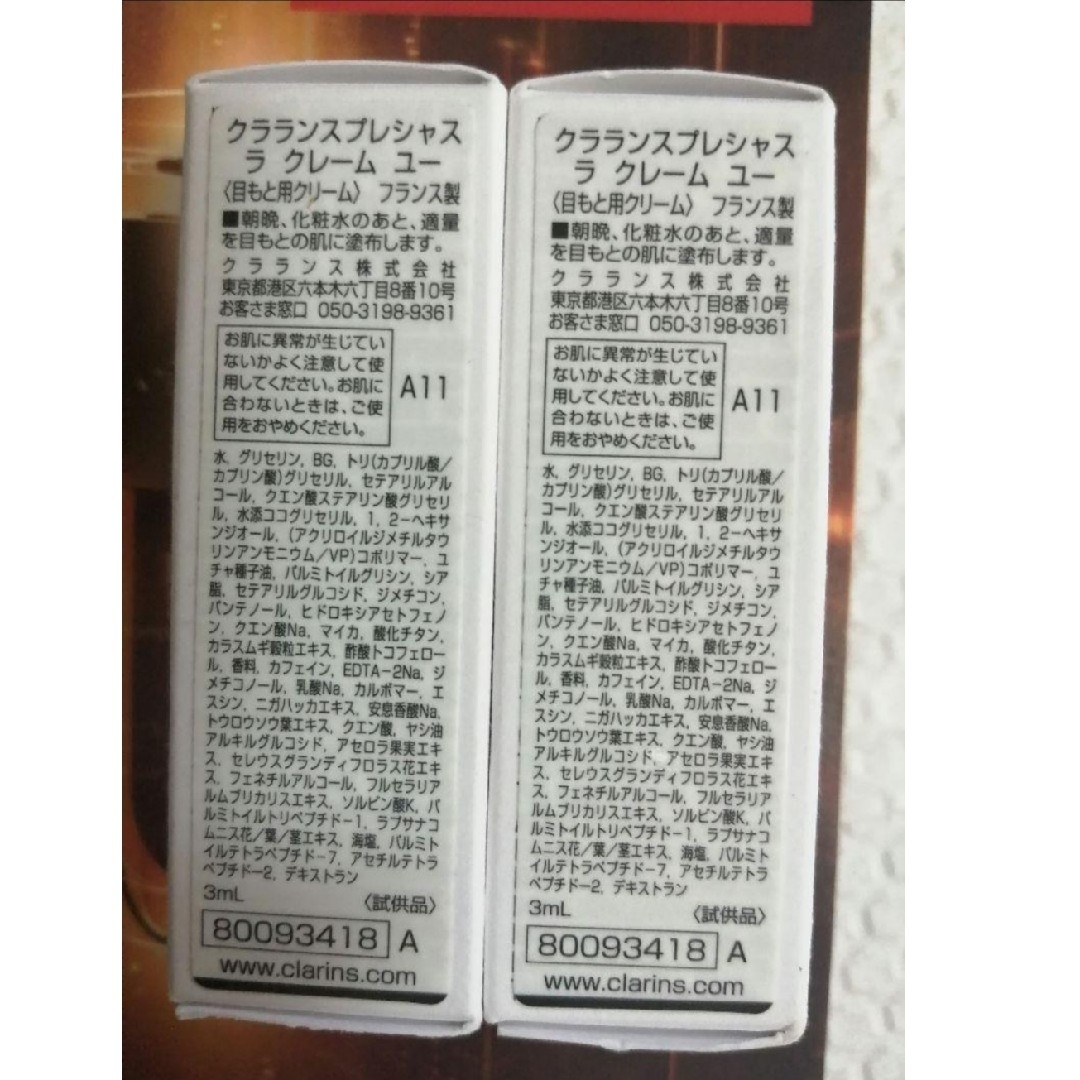 クラランスプレシャス
ラ クレーム ユー
〈目もと用クリーム〉 フランス製
■朝晩、化粧水のあと、適量
を目もとの肌に塗布します。
クラランス株式会社
東京都港区六本木六丁目8番10号
お客さま窓口 050-3198-9361
お肌に異常が生じてい
ないかよく注意して使
用してください。お肌に
合わないときは、ご使
用をおやめください。
A11
水, グリセリン, BG, トリ(カプリル酸/
カプリン酸)グリセリル, セテアリルアル
コール, クエン酸ステアリン酸グリセリ
ル, 水添ココグリセリル, 1, 2-ヘキサ
ンジオール, (アクリロイルジメチルタウ
リンアンモニウム/VP)コポリマー, ユ
チャ種子油, パルミトイルグリシン, シア
脂, セテアリルグルコシド, ジメチコン,
パンテノール, ヒドロキシアセトフェノ
ン, クエン酸Na, マイカ, 酸化チタン,
カラスムギ穀粒エキス, 酢酸トコフェロー
ル, 香料, カフェイン, EDTA-2Na, ジ
メチコノール, 乳酸Na, カルボマー, エ
スシン, ニガハッカエキス, 安息香酸Na,
トウロウソウ葉エキス, クエン酸, ヤシ油
アルキルグルコシド, アセロラ果実エキ
ス, セレウスグランディフロラス花エキ
ス, フェネチルアルコール, フルセラリア
ルムブリカリスエキス, ソルビン酸K, パ
ルミトイルトリペプチド-1, ラプサナコ
ムニス花/葉/茎エキス, 海塩, パルミト
イルテトラペプチド-7, アセチルテトラ
ペプチド-2, デキストラン
3mL 〈試供品〉
80093418 A
www.clarins.com
クラランスプレシャス
ラ クレーム ユー
〈目もと用クリーム〉 フランス製
■朝晩、化粧水のあと、適量
を目もとの肌に塗布します。
クラランス株式会社
東京都港区六本木六丁目8番10号
お客さま窓口 050-3198-9361
お肌に異常が生じてい
ないかよく注意して使
用してください。お肌に
合わないときは、ご使
用をおやめください。
A11
水, グリセリン, BG, トリ(カプリル酸/
カプリン酸)グリセリル, セテアリルアル
コール, クエン酸ステアリン酸グリセリ
ル, 水添ココグリセリル, 1, 2-ヘキサ
ンジオール, (アクリロイルジメチルタウ
リンアンモニウム/VP)コポリマー, ユ
チャ種子油, パルミトイルグリシン, シア
脂, セテアリルグルコシド, ジメチコン,
パンテノール, ヒドロキシアセトフェノ
ン, クエン酸Na, マイカ, 酸化チタン,
カラスムギ穀粒エキス, 酢酸トコフェロー
ル, 香料, カフェイン, EDTA-2Na, ジ
メチコノール, 乳酸Na, カルボマー, エ
スシン, ニガハッカエキス, 安息香酸Na,
トウロウソウ葉エキス, クエン酸, ヤシ油
アルキルグルコシド, アセロラ果実エキ
ス, セレウスグランディフロラス花エキ
ス, フェネチルアルコール, フルセラリア
ルムブリカリスエキス, ソルビン酸K, パ
ルミトイルトリペプチド-1, ラプサナコ
ムニス花/葉/茎エキス, 海塩, パルミト
イルテトラペプチド-7, アセチルテトラ
ペプチド-2, デキストラン
3mL 〈試供品〉
80093418 A
www.clarins.com